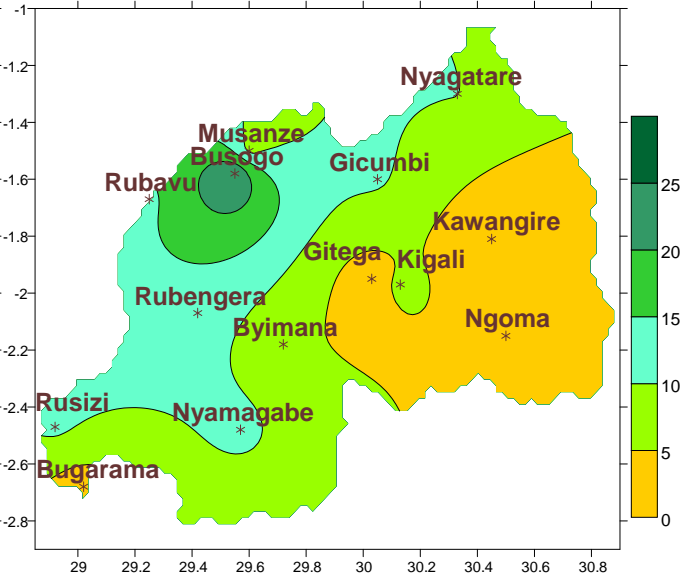 -1
-1.2
Nyagatare
-1.4
Musanze
Busogo
Gicumbi
-1.6
Rubavu
25
Kawangire
-1.8
Gitega
Kigali
20
-2
Rubengera
Ngoma
15
Byimana
-2.2
Rusizi
Nyamagabe
10
-2.4
Bugarama
5
-2.6
0
-2.8
29 29.2 29.4 29.6 29.8 30 30.2 30.4 30.6 30.8